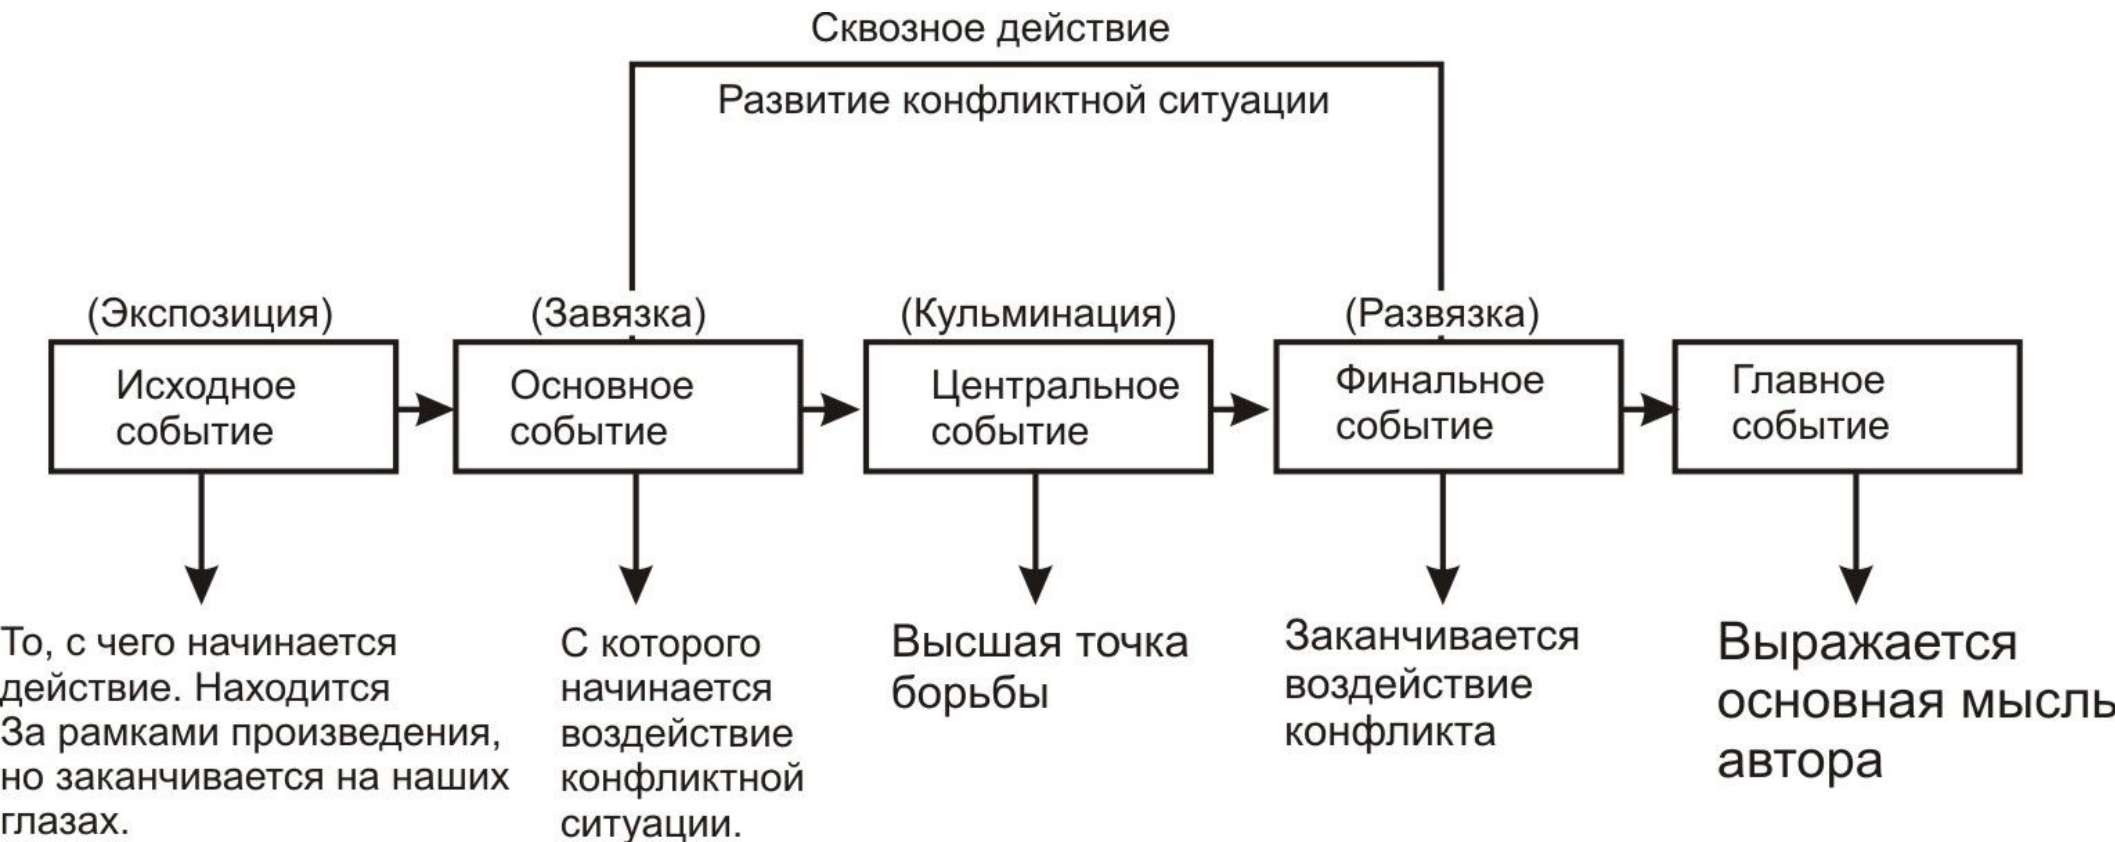 Сквозное действие
Развитие конфликтной ситуации
(Экспозиция)
(Завязка)
(Кульминация)
(Развязка)
Исходное
событие
Основное
событие
Центральное
событие
Финальное
событие
Главное
событие
То, с чего начинается
действие. Находится
За рамками произведения,
но заканчивается на наших
глазах.
С которого
начинается
воздействие
конфликтной
ситуации.
Высшая точка
борьбы
Заканчивается
воздействие
конфликта
Выражается
основная мысль
автора